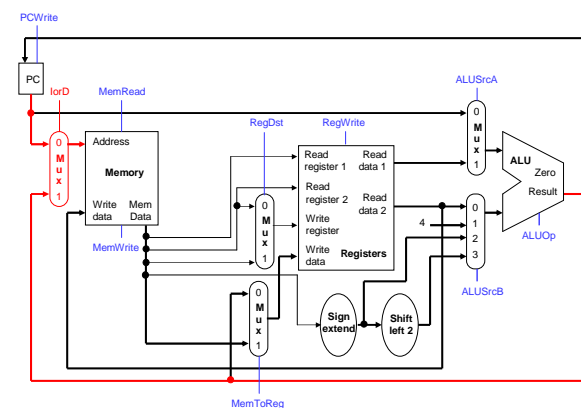 PCWrite
PC
IorD
MemRead
RegDst
RegWrite
ALUSrcA
0
M
u
x
1
Address
Memory
Write
data
Mem
Data
MemWrite
0
M
u
x
1
Read
register 1
Read
data 1
Read
register 2
Read
data 2
Write
register
Write
data
Registers
0
M
u
x
1
ALU
Zero
Result
ALUOp
4
0
1
2
3
ALUSrcB
0
M
u
x
1
MemToReg
Sign
extend
Shift
left 2